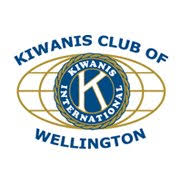 KIWANIS CLUB OF
KIWANIS
K
INTERNATIONAL
WELLINGTON